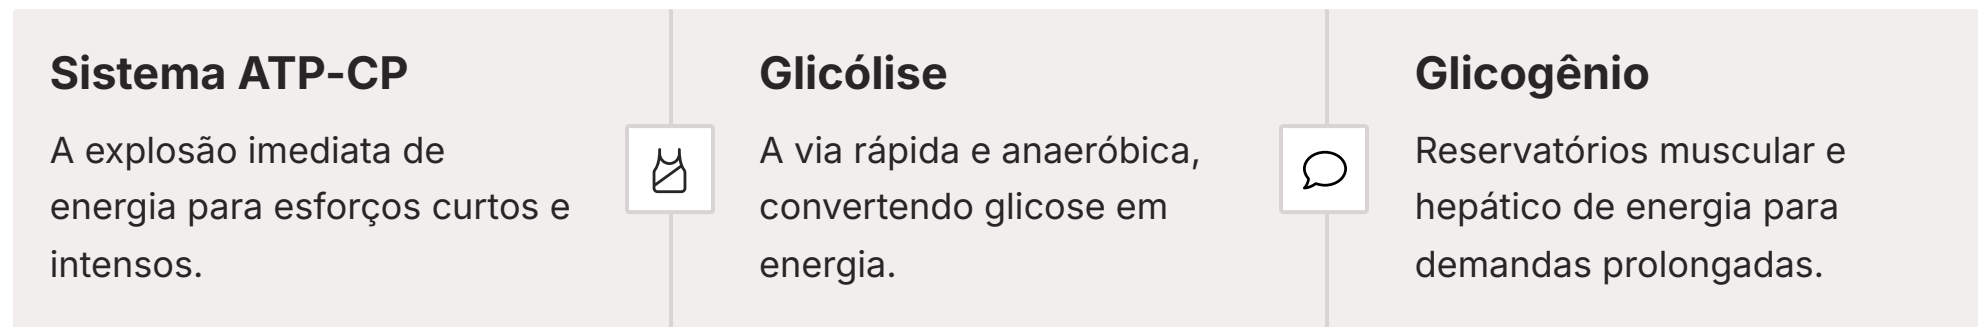 Sistema ATP-CP
A explosão imediata de
energia para esforços curtos e
intensos.
Glicólise
A via rápida e anaeróbica,
convertendo glicose em
energia.
Glicogênio
Reservatórios muscular e
hepático de energia para
demandas prolongadas.